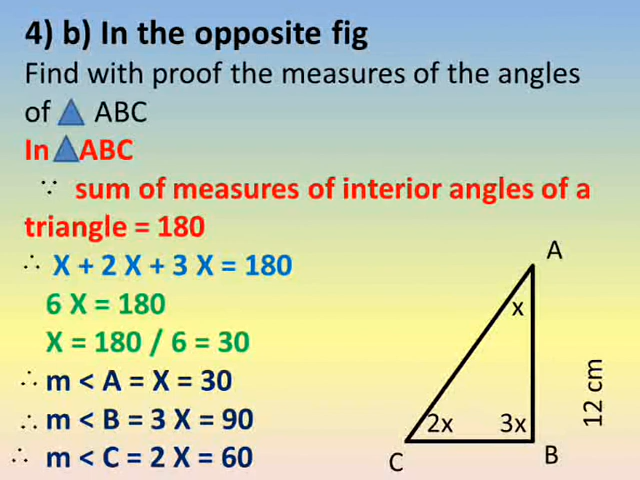 4) b) In the opposite fig
Find with proof the measures of the angles
of ABC
In ABC
∵ sum of measures of interior angles of a
triangle = 180
∴ X + 2 X + 3 X = 180
6 X = 180
X = 180 / 6 = 30
∴ m < A = X = 30
∴ m < B = 3 X = 90
∴ m < C = 2 X = 60
A
x
12 cm
2x 3x
C B